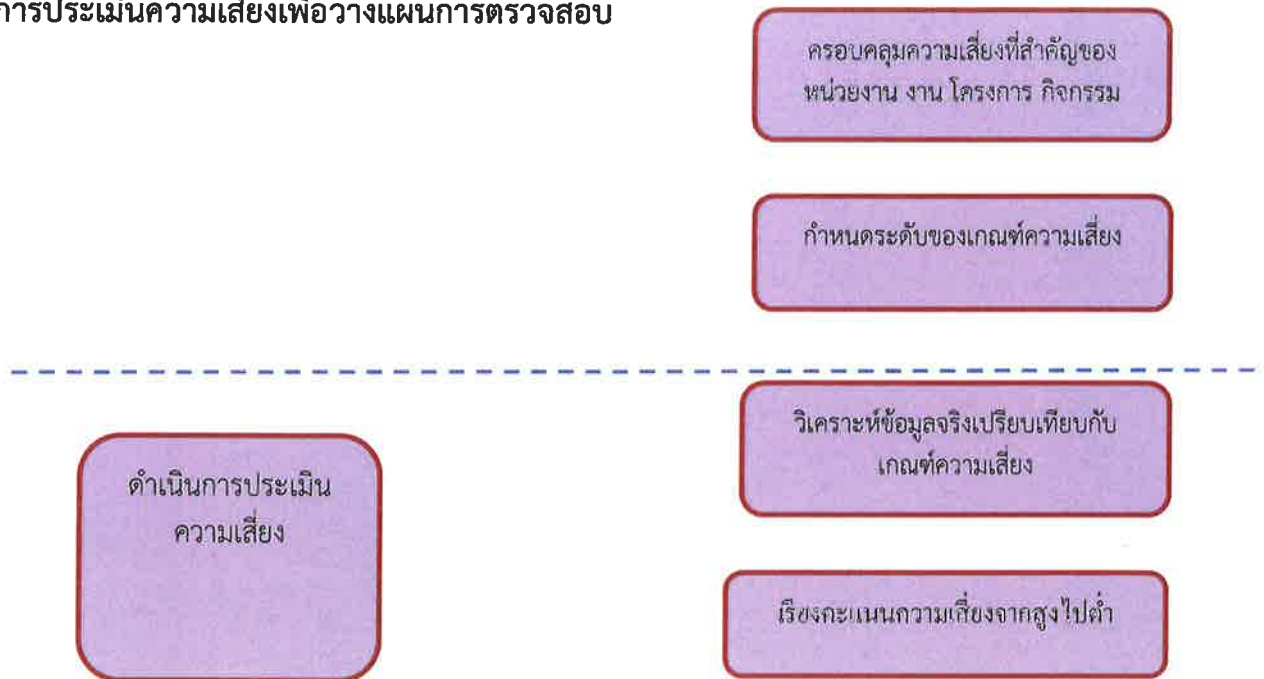 การประเมินความเสี่ยงเพื่อวางแผนการตรวจสอบ
ครอบคลุมความเสี่ยงที่สำคัญของ
หน่วยงาน งาน โครงการ กิจกรรม
กำหนดระดับของเกณฑ์ความเสี่ยง
วิเคราะห์ข้อมูลจริงเปรียบเทียบกับ
เกณฑ์ความเสี่ยง
ดำเนินการประเมิน
ความเสี่ยง
เรียงคะแนนความเสี่ยงจากสูงไปต่ำ